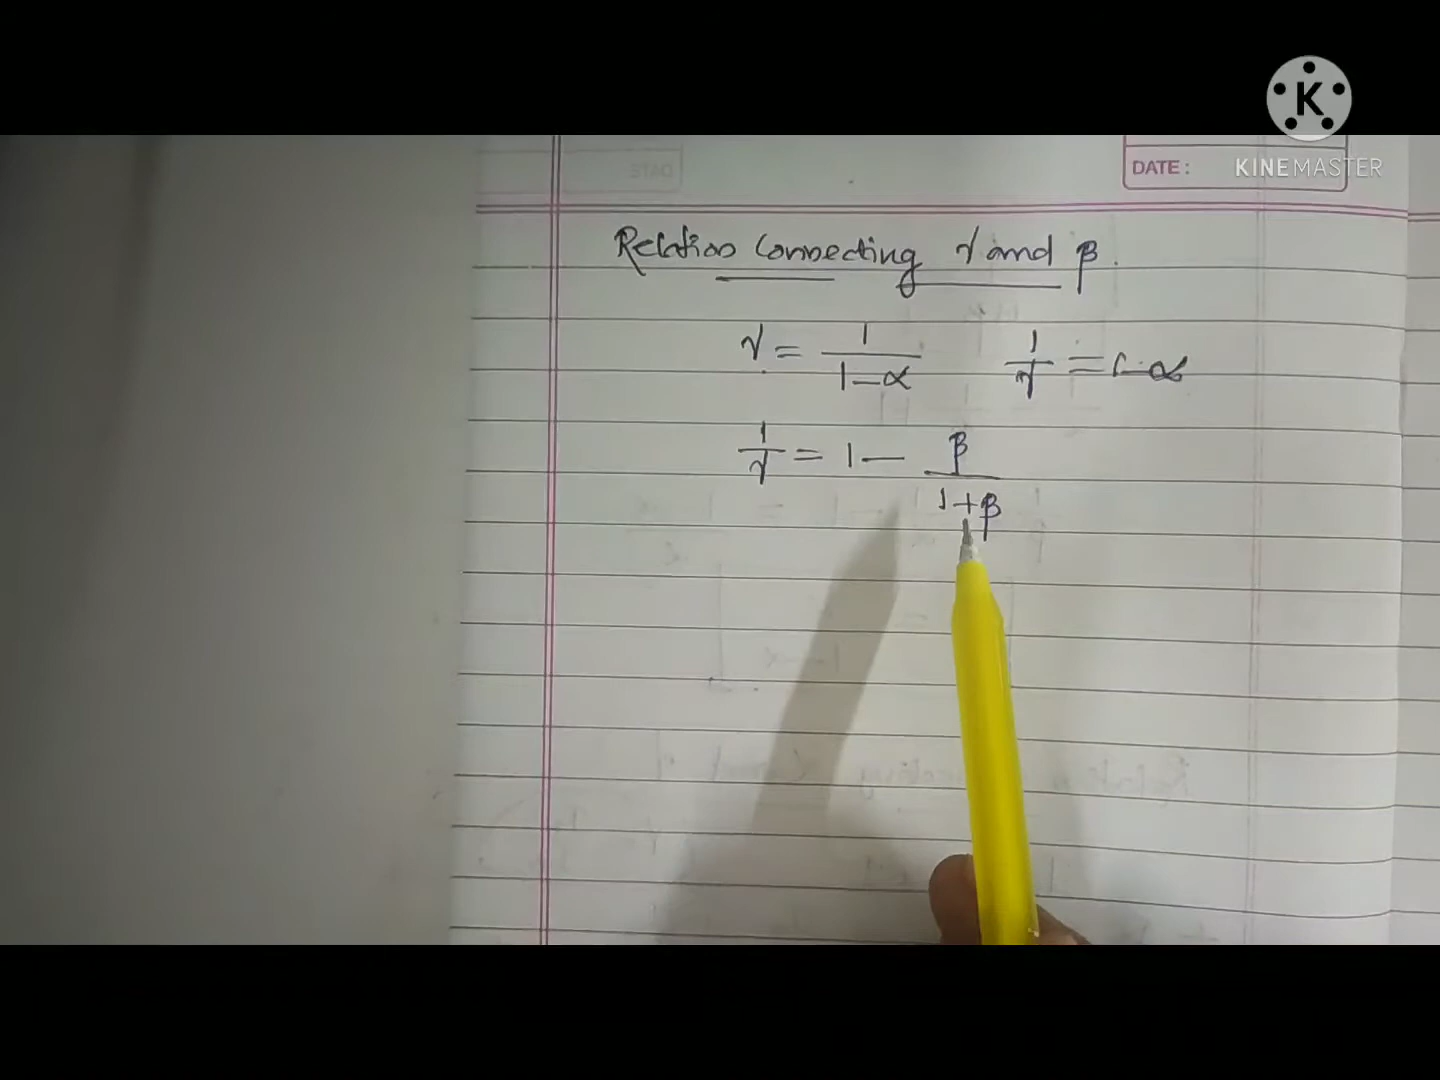 K
KINEMASTER
DATE :
Relation Connecting γ and β.
γ = 1/(1-α) 1/γ = 1-α
1/γ = 1 - β/(1+β)